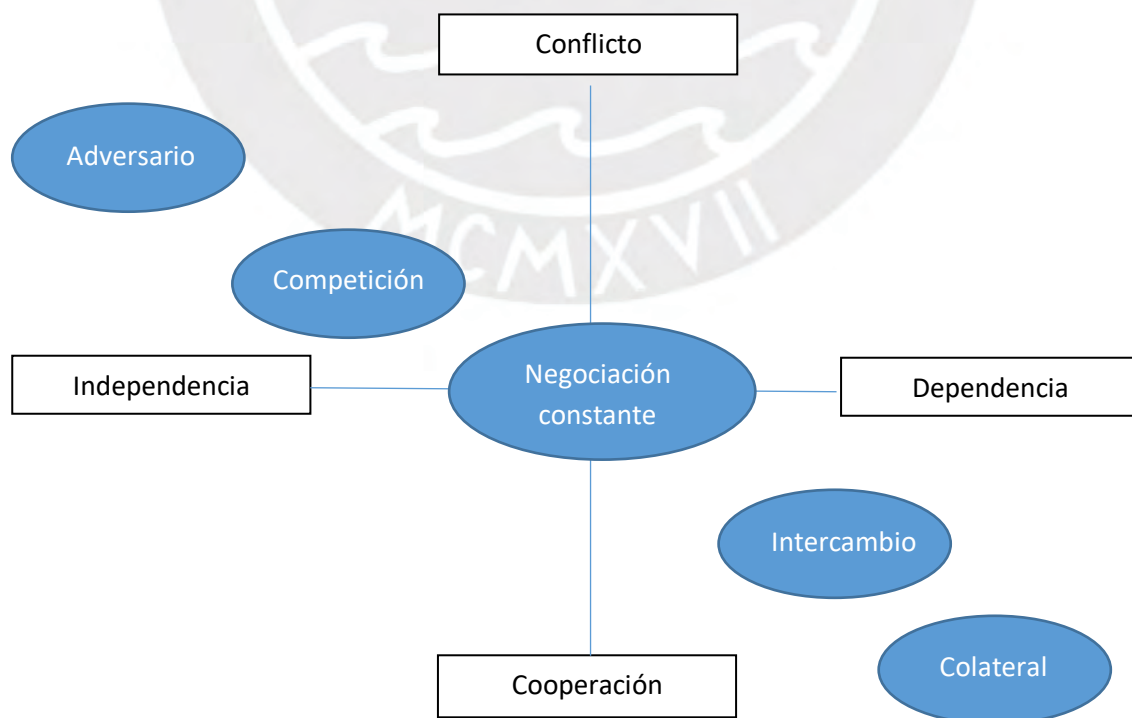 Conflicto
Adversario
MCMXVII
Competición
Independencia
Negociación
constante
Dependencia
Intercambio
Colateral
Cooperación